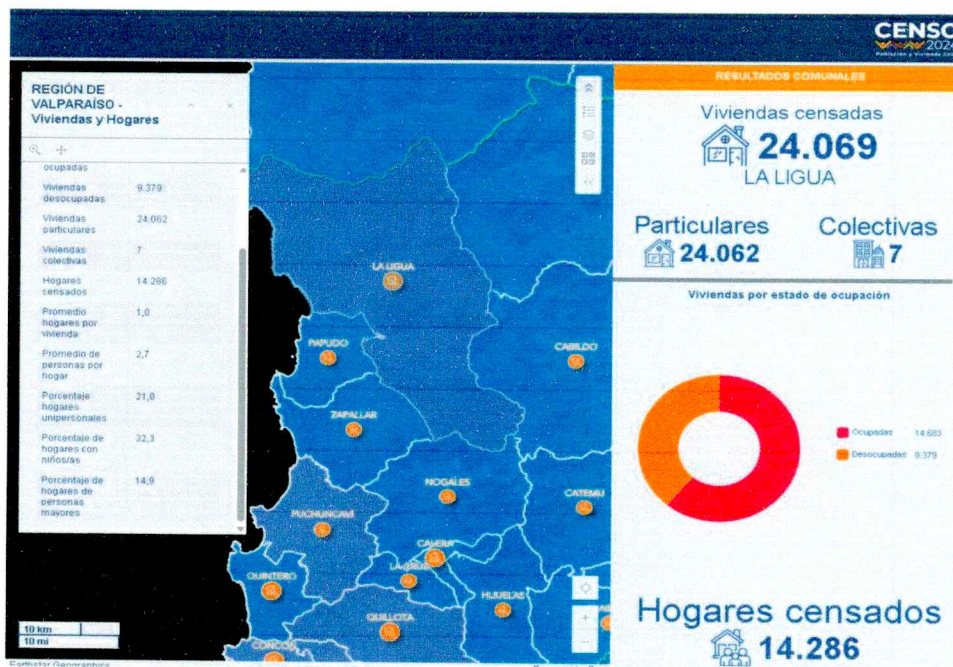 CENSO
2024
RESULTADOS COMUNALES
REGIÓN DE
VALPARAÍSO -
Viviendas y Hogares
ocupadas
Viviendas
desocupadas
9.379
Viviendas
particulares
24.062
Viviendas
colectivas
7
Hogares
censados
14.286
Promedio
hogares por
vivienda
1,0
Promedio de
personas por
hogar
2,7
Porcentaje
hogares
unipersonales
Porcentaje de
hogares con
niños/as
32,3
Porcentaje de
hogares de
personas
mayores
14,9
10 km
10 mi
Earthstar Geographics
LA LIGUA
PAPUDO
CABILDO
ZAPALLAR
NOGALES
CATEMU
PUCHUNCAVÍ
CALERA
QUINTERO
HIJUELAS
QUILLOTA
Viviendas censadas
24.069
LA LIGUA
Particulares
24.062
Colectivas
7
Viviendas por estado de ocupación
Ocupadas 14.683
Desocupadas 9.379
Hogares censados
14.286